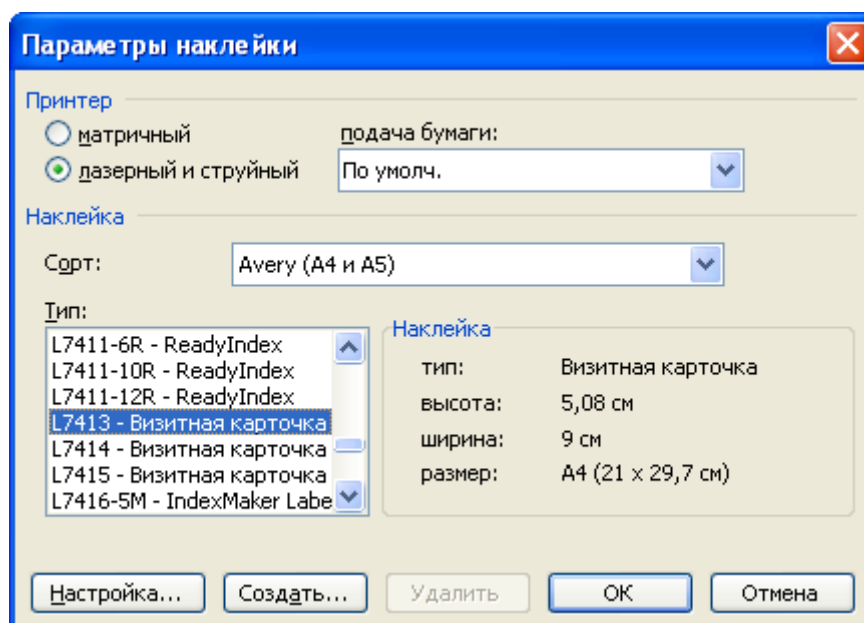 Параметры наклейки
Принтер
матричный
подача бумаги:
лазерный и струйный
По умолч.
Наклейка
Сорт:
Avery (A4 и A5)
Тип:
L7411-6R - ReadyIndex
L7411-10R - ReadyIndex
L7411-12R - ReadyIndex
L7413 - Визитная карточка
L7414 - Визитная карточка
L7415 - Визитная карточка
L7416-5M - IndexMaker Labe
Наклейка
тип: Визитная карточка
высота: 5,08 см
ширина: 9 см
размер: A4 (21 x 29,7 см)
Настройка... Создать... Удалить ОК Отмена